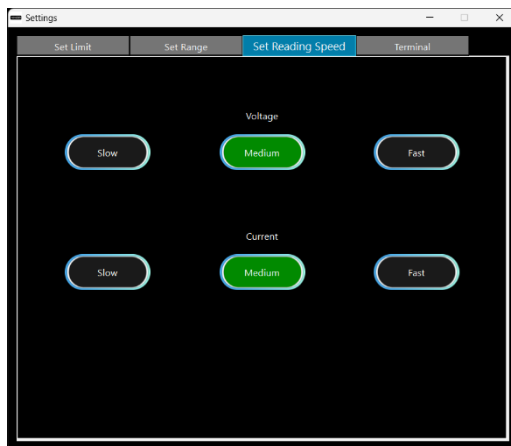 Settings
Set Limit Set Range Set Reading Speed Terminal
Voltage
Slow Medium Fast
Current
Slow Medium Fast